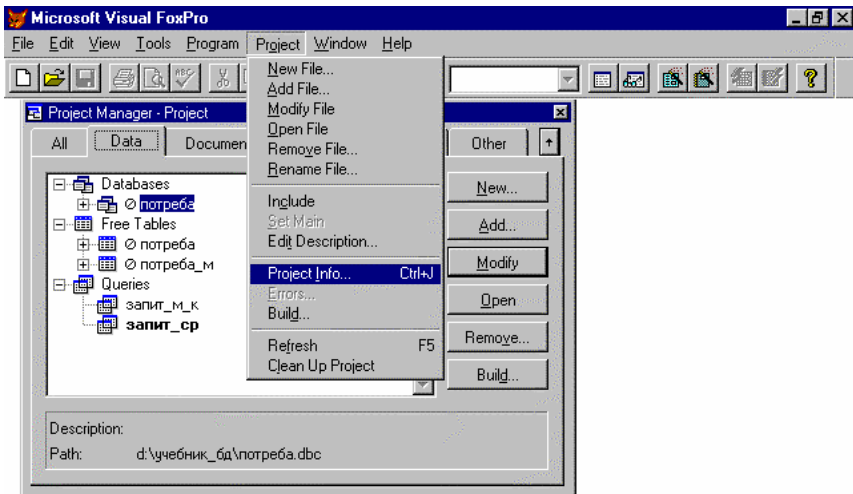 Microsoft Visual FoxPro
File Edit View Tools Program Project Window Help
Project Manager - Project
All Data Documen Other
Databases
потреба
Free Tables
потреба
потреба_м
Queries
запит_м_к
запит_ср
New File...
Add File...
Modify File
Open File
Remove File...
Rename File...
Include
Set Main
Edit Description...
Project Info... Ctrl+J
Errors...
Build...
Refresh F5
Clean Up Project
New...
Add...
Modify
Open
Remove...
Build...
Description:
Path: d:\учебник_бд\потреба.dbc